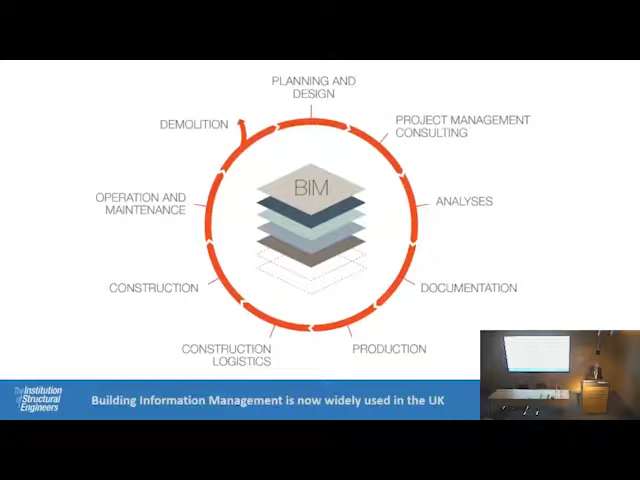 PLANNING AND
DESIGN
PROJECT MANAGEMENT
CONSULTING
ANALYSES
DOCUMENTATION
PRODUCTION
CONSTRUCTION
LOGISTICS
CONSTRUCTION
OPERATION AND
MAINTENANCE
DEMOLITION
BIM
The Institution
of Structural
Engineers
Building Information Management is now widely used in the UK